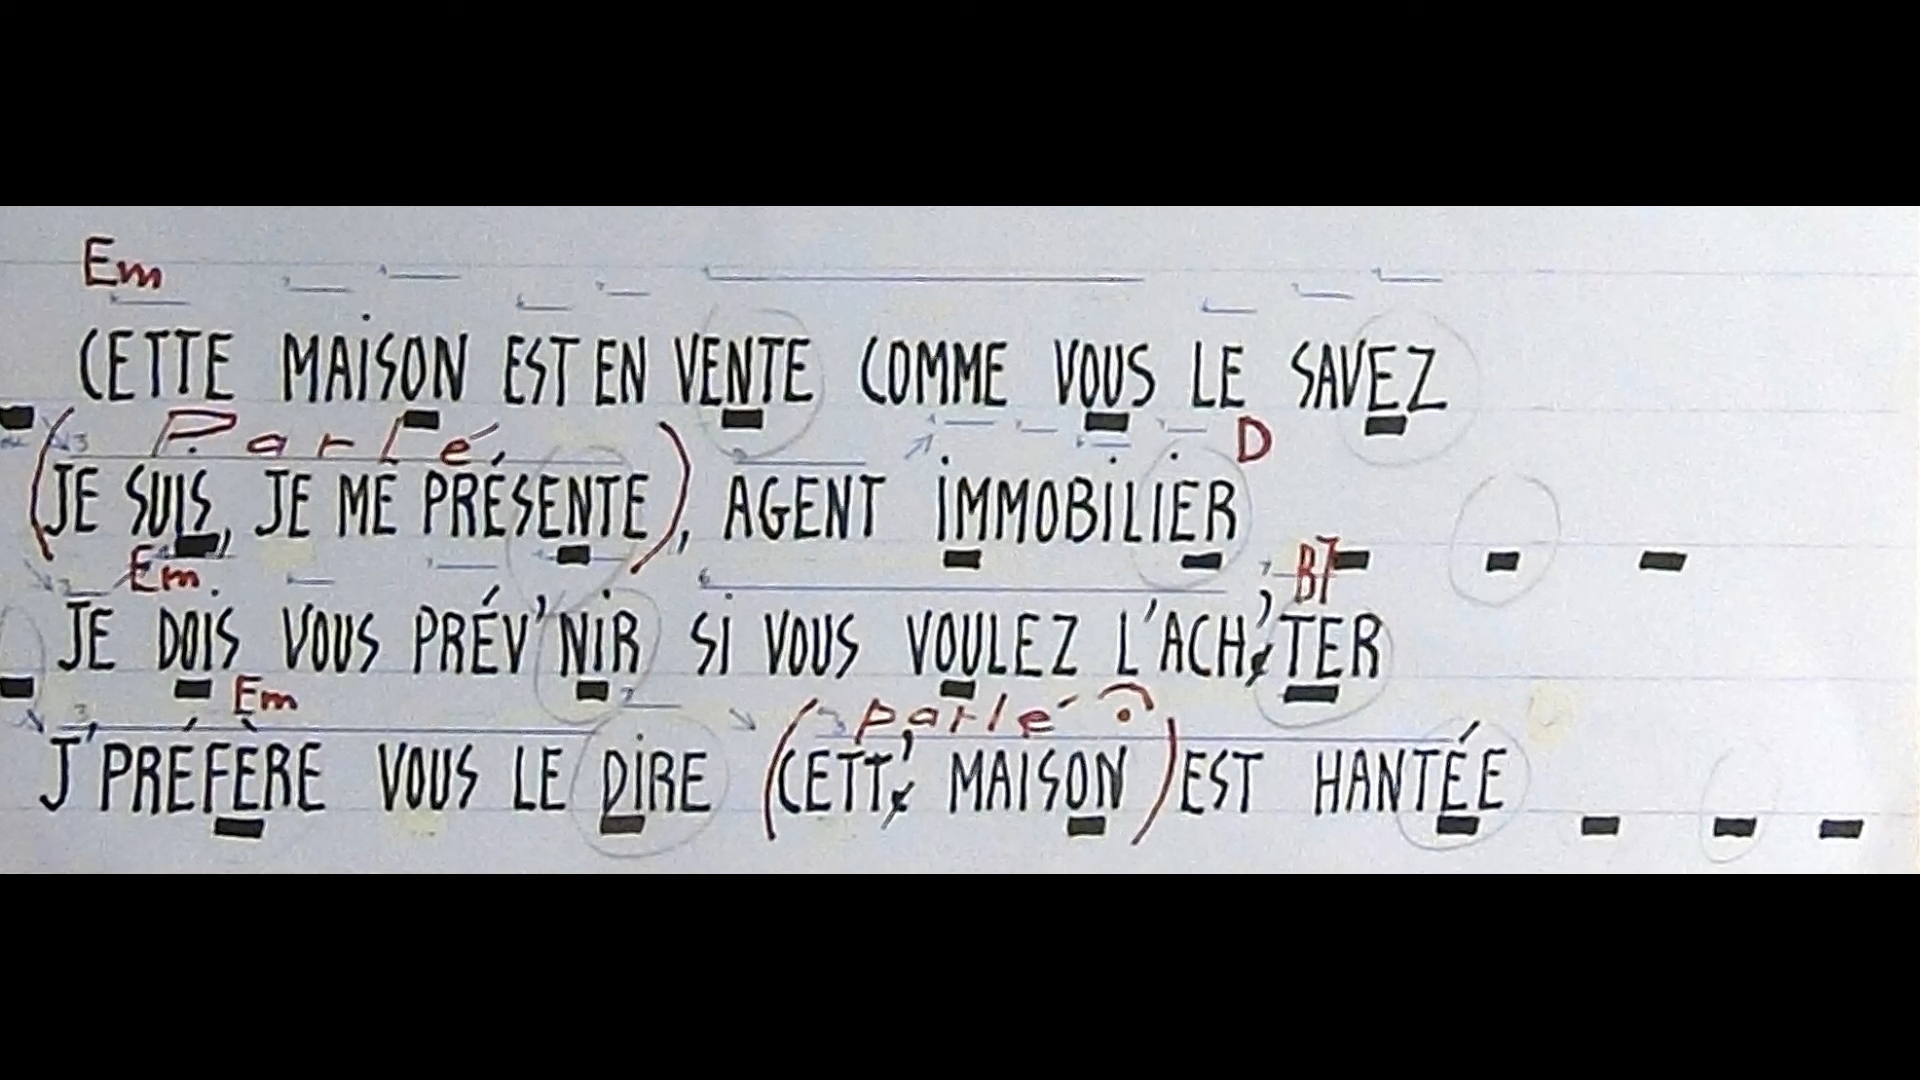 Em
CETTE MAISON EST EN VENTE COMME VOUS LE SAVEZ
Parlé D
(JE SUIS, JE ME PRÉSENTE), AGENT IMMOBILIER
Em B7
JE DOIS VOUS PRÉV'NIR SI VOUS VOULEZ L'ACH'TER
Em parlé
J'PRÉFÈRE VOUS LE DIRE (CETT' MAISON) EST HANTÉE